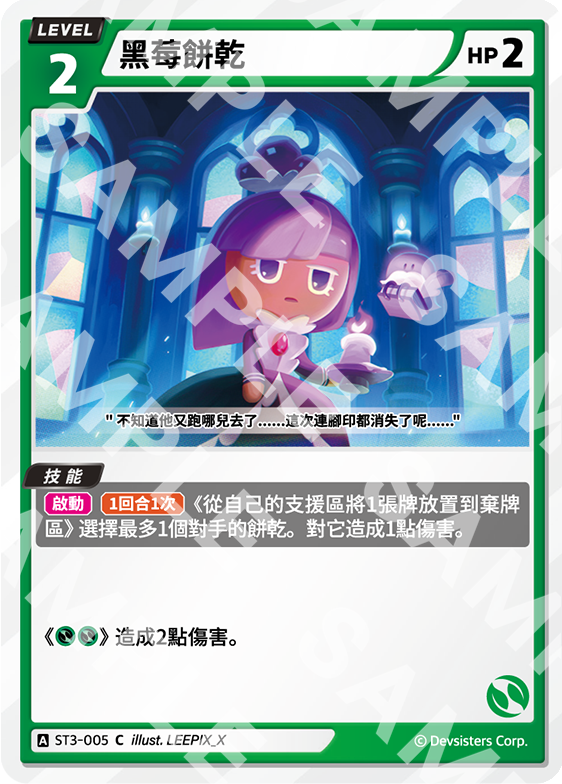 LEVEL
2
黑莓餅乾
HP 2
" 不知道他又跑哪兒去了......這次連腳印都消失了呢......"
技能
啟動 1回合1次 《從自己的支援區將1張牌放置到棄牌
區》選擇最多1個對手的餅乾。對它造成1點傷害。
《》造成2點傷害。
A ST3-005 C illust. LEEPIX_X
© Devsisters Corp.
SAMPLE